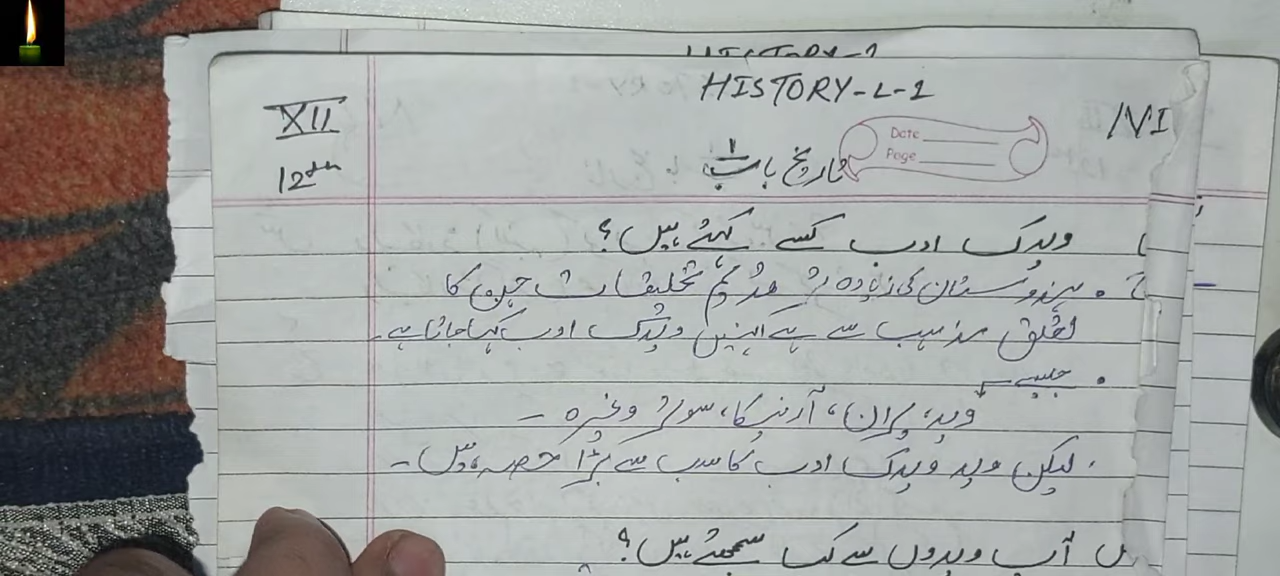 HISTORY-L-1
XII
12th
Date
Page
تاریخ باب 1
ویدک ادب کسے کہتے ہیں؟
ہندوستان کی زیادہ تر قدیم تخلیقات جن کا
تعلق مذہب سے ہے انہیں ویدک ادب کہا جاتا ہے۔
جیسے
وید، پران، آرنیکا، سوتر وغیرہ -
لیکن وید ویدک ادب کا سب سے بڑا حصہ ہیں -
آپ ویدوں سے کیا سمجھتے ہیں؟